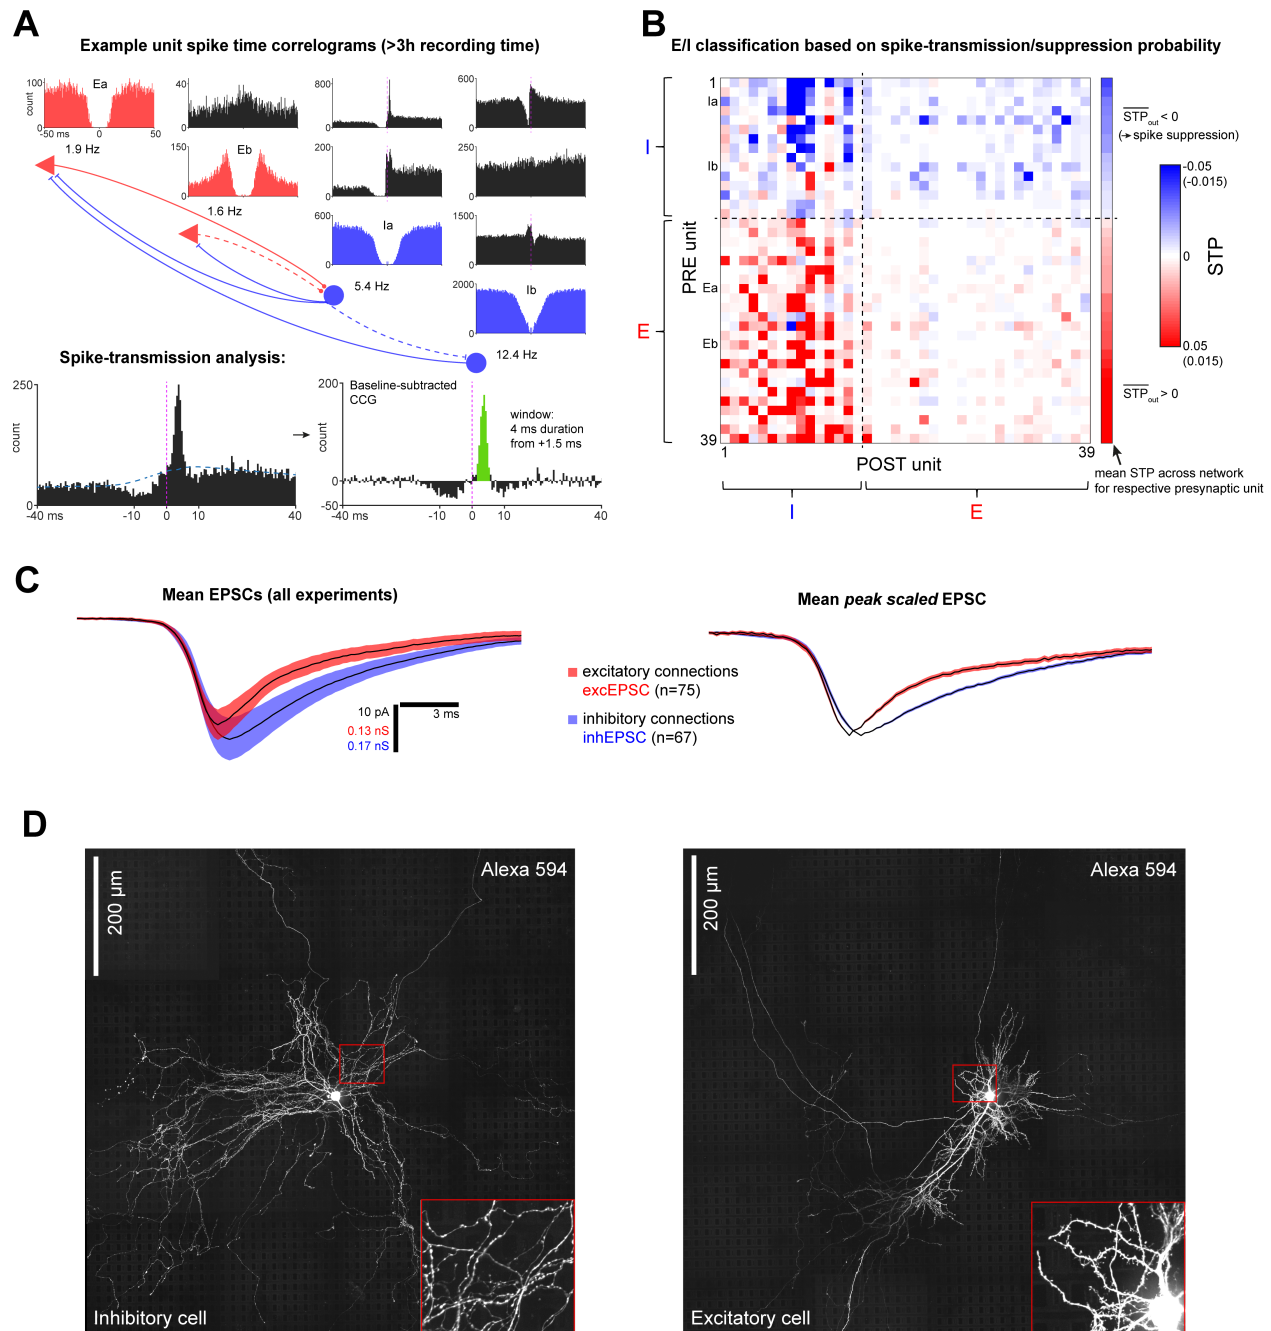 A
Example unit spike time correlograms (>3h recording time)
100
count
0
Ea
-50 ms
0
50
1.9 Hz
40
0
800
0
600
0
150
0
Eb
1.6 Hz
200
0
250
0
600
0
Ia
5.4 Hz
1500
0
2000
0
Ib
12.4 Hz
Spike-transmission analysis:
250
count
0
-40 ms
-10
0
10
40
200
count
0
-50
Baseline-subtracted
CCG
window:
4 ms duration
from +1.5 ms
-40 ms
-10
0
10
40
B
E/I classification based on spike-transmission/suppression probability
I
E
PRE unit
1
Ia
Ib
Ea
Eb
39
1
POST unit
39
I
E
STPout < 0
(→ spike suppression)
-0.05
(-0.015)
0
STP
0.05
(0.015)
STPout > 0
mean STP across network
for respective presynaptic unit
C
Mean EPSCs (all experiments)
10 pA
0.13 nS
0.17 nS
3 ms
excitatory connections
excEPSC (n=75)
inhibitory connections
inhEPSC (n=67)
Mean peak scaled EPSC
D
200 µm
Alexa 594
Inhibitory cell
200 µm
Alexa 594
Excitatory cell